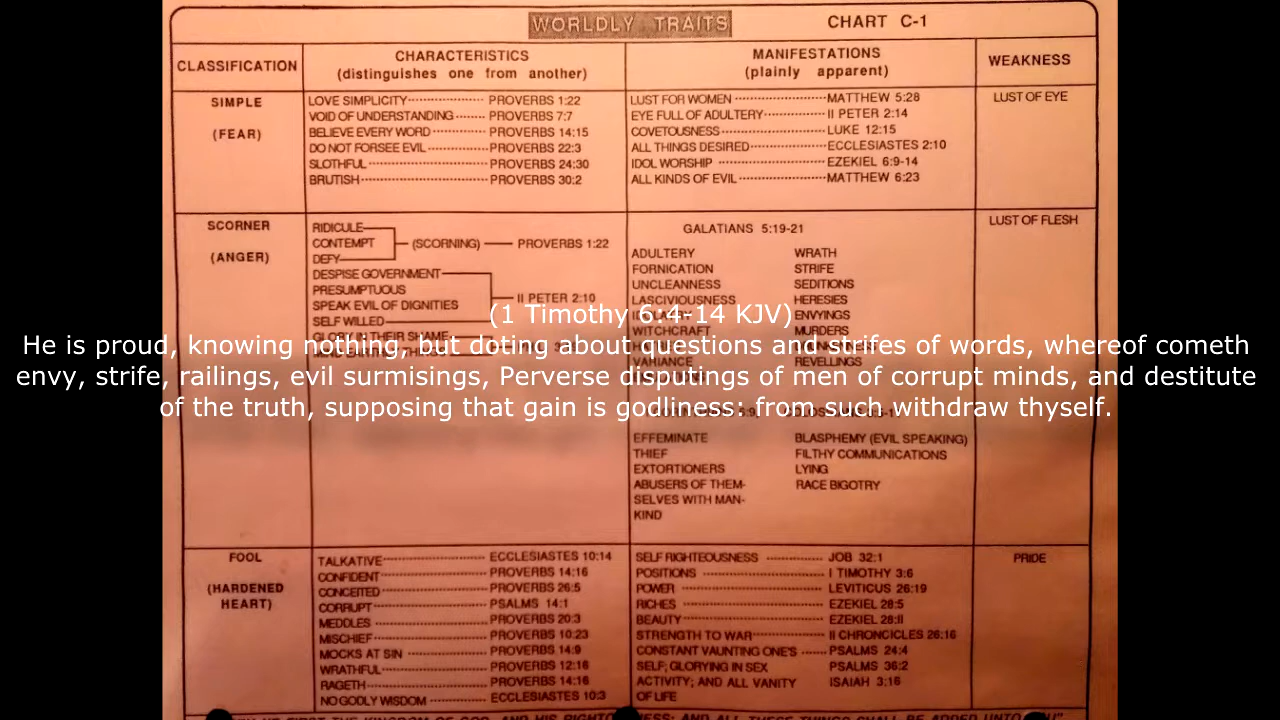 WORLDLY TRAITS CHART C-1
CLASSIFICATION
CHARACTERISTICS
(distinguishes one from another)
MANIFESTATIONS
(plainly apparent)
WEAKNESS
SIMPLE
(FEAR)
LOVE SIMPLICITY PROVERBS 1:22
VOID OF UNDERSTANDING PROVERBS 7:7
BELIEVE EVERY WORD PROVERBS 14:15
DO NOT FORSEE EVIL PROVERBS 22:3
SLOTHFUL PROVERBS 24:30
BRUTISH PROVERBS 30:2
LUST FOR WOMEN MATTHEW 5:28
EYE FULL OF ADULTERY II PETER 2:14
COVETOUSNESS LUKE 12:15
ALL THINGS DESIRED ECCLESIASTES 2:10
IDOL WORSHIP EZEKIEL 6:9-14
ALL KINDS OF EVIL MATTHEW 6:23
LUST OF EYE
SCORNER
(ANGER)
RIDICULE
CONTEMPT (SCORNING) PROVERBS 1:22
DEFY
DESPISE GOVERNMENT
PRESUMPTUOUS
SPEAK EVIL OF DIGNITIES II PETER 2:10
SELF WILLED
GLORY IN THEIR SHAME
GALATIANS 5:19-21
ADULTERY
FORNICATION
UNCLEANNESS
LASCIVIOUSNESS
WITCHCRAFT
VARIANCE
WRATH
STRIFE
SEDITIONS
HERESIES
ENVYINGS
MURDERS
REVELLINGS
EFFEMINATE
THIEF
EXTORTIONERS
ABUSERS OF THEM-
SELVES WITH MAN-
KIND
BLASPHEMY (EVIL SPEAKING)
FILTHY COMMUNICATIONS
LYING
RACE BIGOTRY
LUST OF FLESH
(1 Timothy 6:4-14 KJV)
He is proud, knowing nothing, but doting about questions and strifes of words, whereof cometh
envy, strife, railings, evil surmisings, Perverse disputings of men of corrupt minds, and destitute
of the truth, supposing that gain is godliness: from such withdraw thyself.
FOOL
(HARDENED
HEART)
TALKATIVE ECCLESIASTES 10:14
CONFIDENT PROVERBS 14:16
CONCEITED PROVERBS 26:5
CORRUPT PSALMS 14:1
MEDDLES PROVERBS 20:3
MISCHIEF PROVERBS 10:23
MOCKS AT SIN PROVERBS 14:9
WRATHFUL PROVERBS 12:16
RAGETH PROVERBS 14:16
NO GODLY WISDOM ECCLESIASTES 10:3
SELF RIGHTEOUSNESS JOB 32:1
POSITIONS I TIMOTHY 3:6
POWER LEVITICUS 26:19
RICHES EZEKIEL 28:5
BEAUTY EZEKIEL 28:11
STRENGTH TO WAR II CHRONCICLES 26:16
CONSTANT VAUNTING ONE'S PSALMS 24:4
SELF; GLORYING IN SEX PSALMS 36:2
ACTIVITY; AND ALL VANITY ISAIAH 3:16
OF LIFE
PRIDE